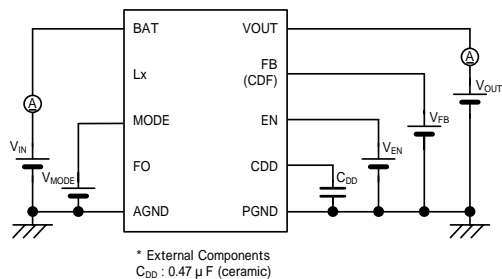 BAT
VOUT
A
A
Lx
FB
(CDF)
VOUT
MODE
EN
VFB
VIN
VEN
VMODE
FO
CDD
CDD
AGND
PGND
* External Components
CDD : 0.47 μ F (ceramic)